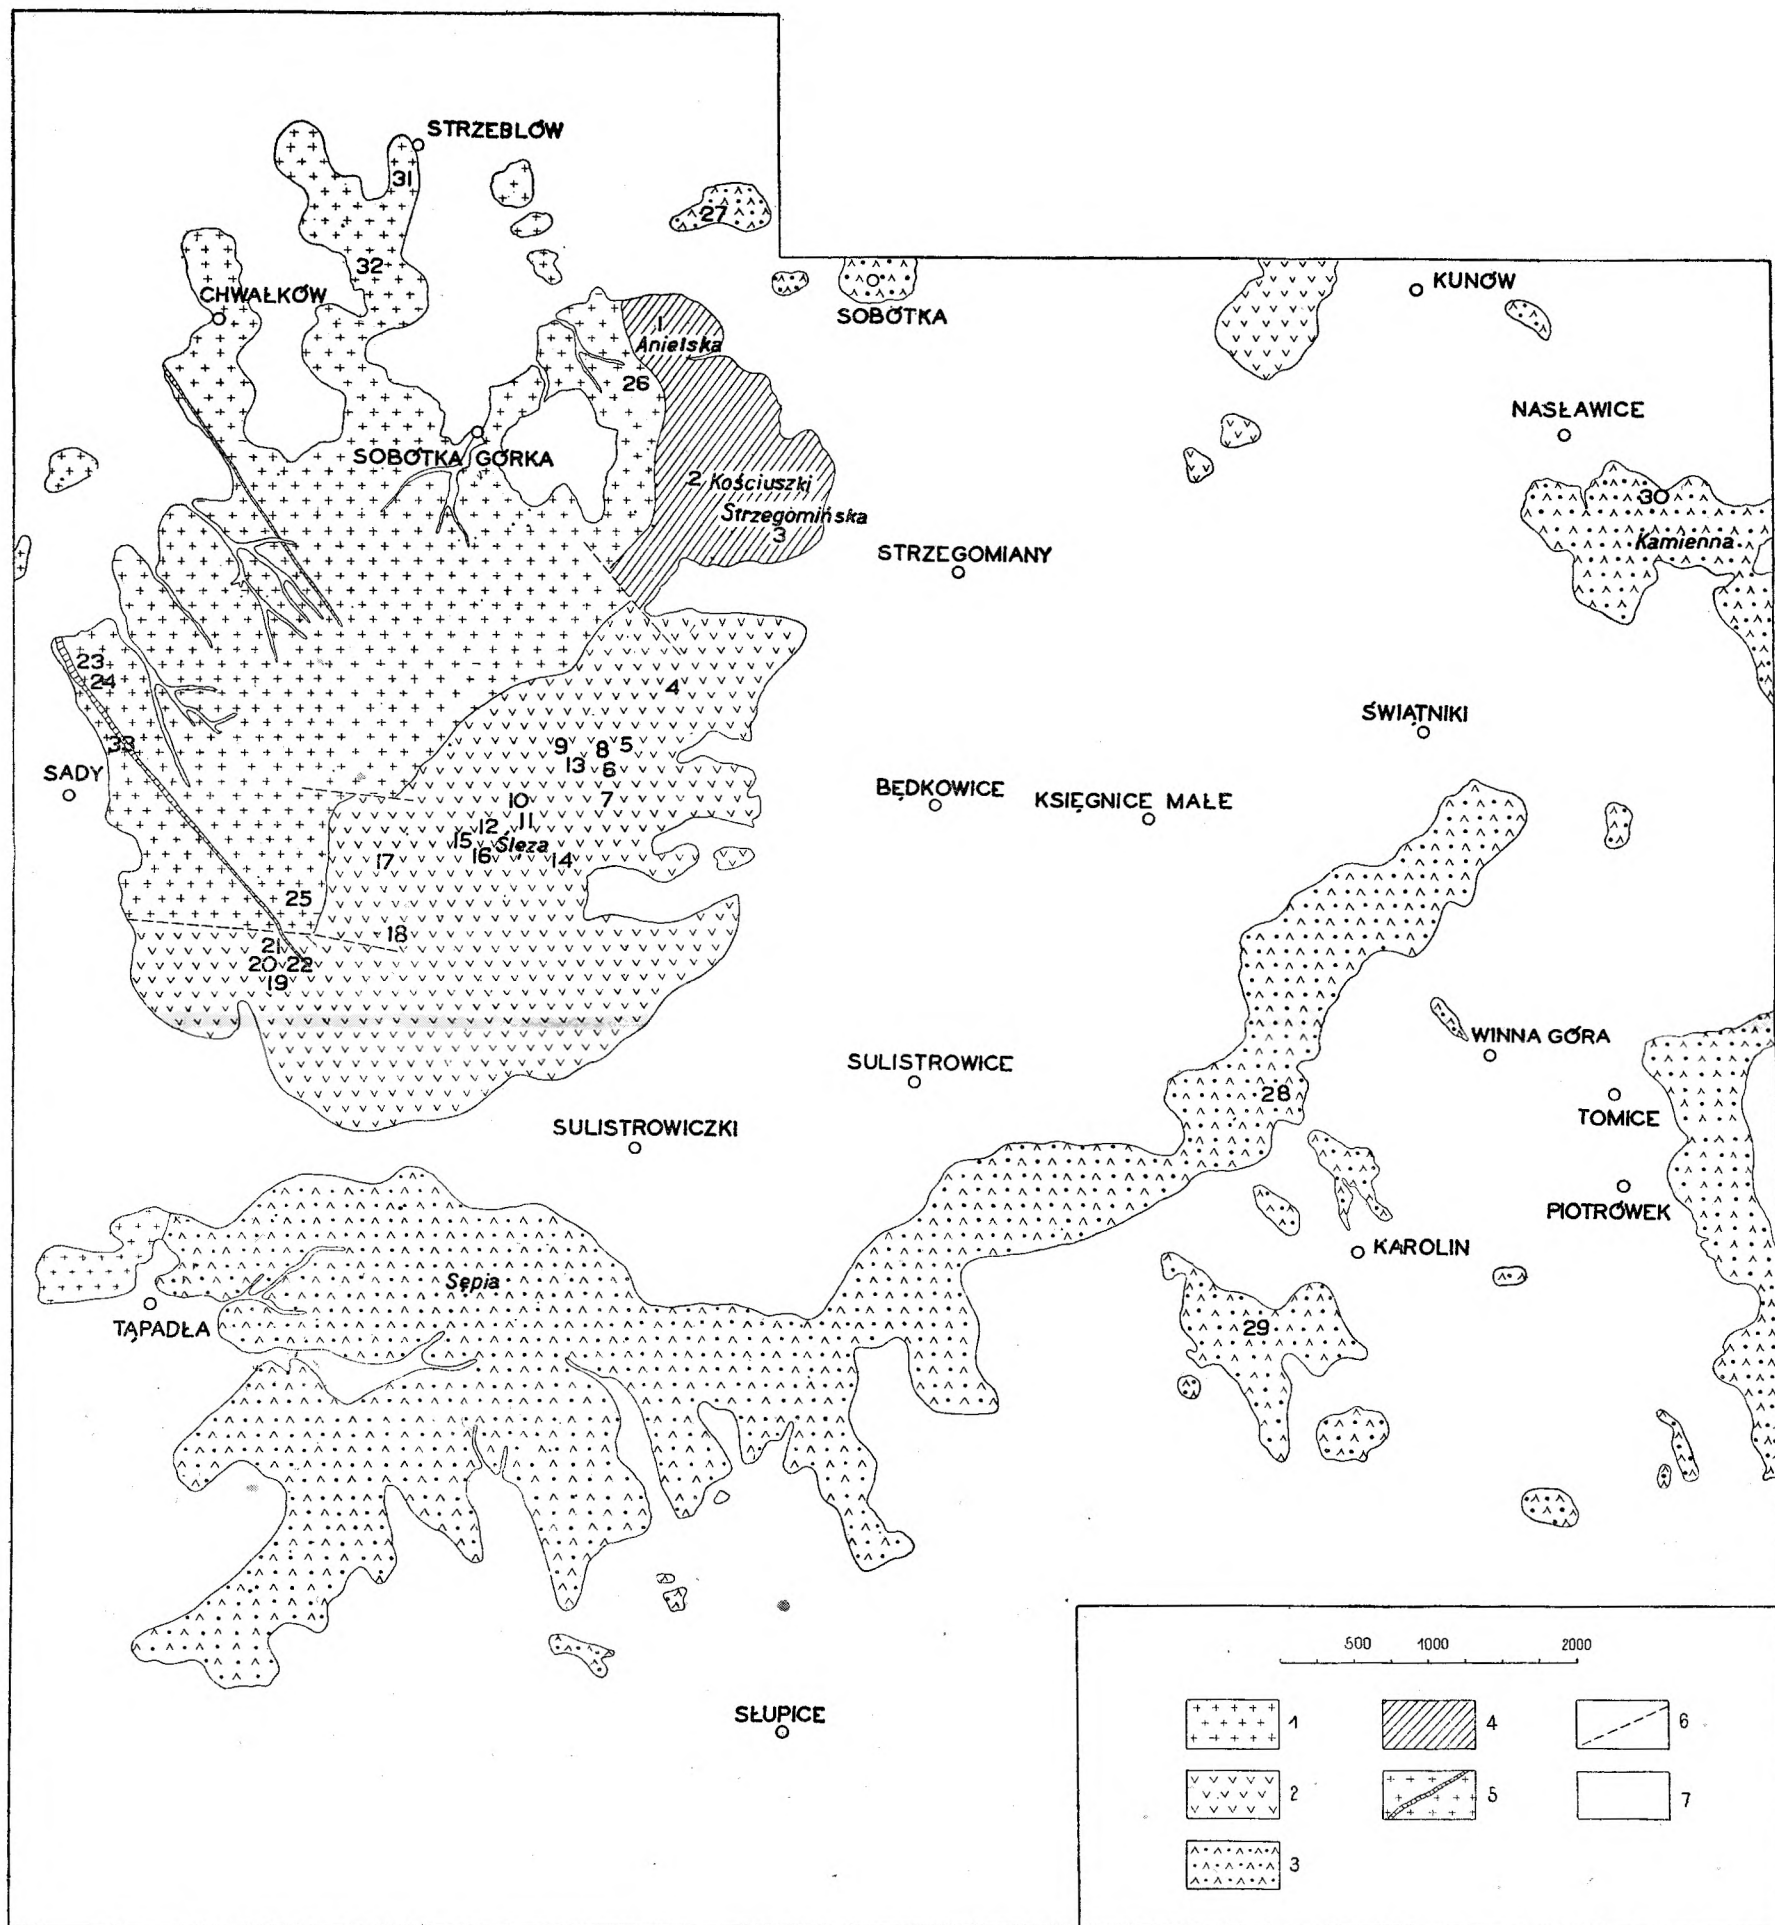 STRZEBLÓW
31
27
32
CHWAŁKÓW
SOBÓTKA
KUNÓW
1
Anielska
26
NASŁAWICE
SOBÓTKA GÓRKA
2 Kościuszki
30
Strzegomińska
3
Kamienna
STRZEGOMIANY
23
24
4
ŚWIĄTNIKI
33
9 8 5
13 6
SADY
BĘDKOWICE
KSIĘGNICE MAŁE
10 7
12 11
15 Ślęza
17 16 14
25
18
21
20 22
19
WINNA GÓRA
SULISTROWICE
28
TOMICE
SULISTROWICZKI
PIOTRÓWEK
KAROLIN
Sępia
TĄPADŁA
29
500 1000 2000
SŁUPICE
1 4 6
2 5 7
3